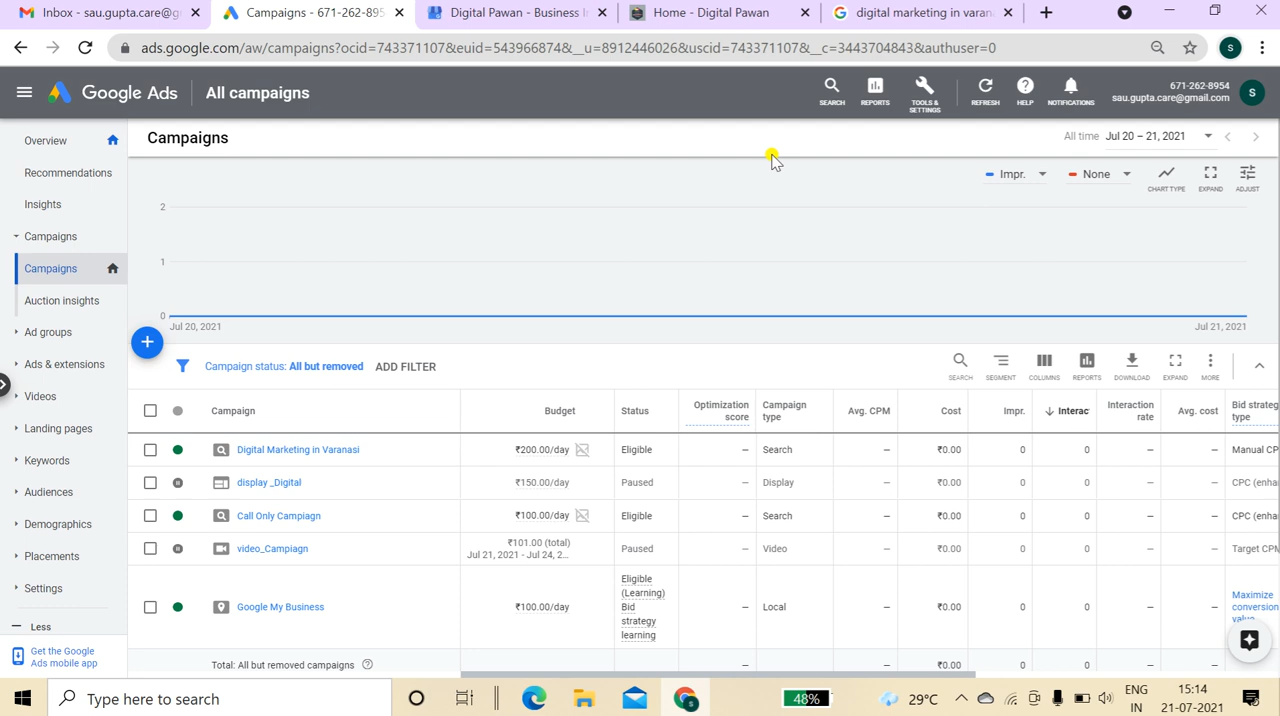 Inbox - sau.gupta.care@g
Campaigns - 671-262-895
Digital Pawan - Business I
Home - Digital Pawan
digital marketing in varan
ads.google.com/aw/campaigns?ocid=743371107&euid=543996874&__u=8912446026&uscid=743371107&__c=3443704843&authuser=0
S
Google Ads
All campaigns
SEARCH
REPORTS
TOOLS &
SETTINGS
REFRESH
HELP
NOTIFICATIONS
671-262-8954
sau.gupta.care@gmail.com
S
Overview
Recommendations
Insights
Campaigns
Campaigns
Auction insights
Ad groups
Ads & extensions
Videos
Landing pages
Keywords
Audiences
Demographics
Placements
Settings
Less
Get the Google
Ads mobile app
Campaigns
All time Jul 20 – 21, 2021
Impr.
None
CHART TYPE
EXPAND
ADJUST
2
1
0
Jul 20, 2021
Jul 21, 2021
Campaign status: All but removed
ADD FILTER
SEARCH
SEGMENT
COLUMNS
REPORTS
DOWNLOAD
EXPAND
MORE
Campaign Budget Status Optimization score Campaign type Avg. CPM Cost Impr. Interac Interaction rate Avg. cost Bid strateg type
Digital Marketing in Varanasi ₹200.00/day Eligible – Search – ₹0.00 0 0 – – Manual CP
display _Digital ₹150.00/day Paused – Display – ₹0.00 0 0 – – CPC (enha
Call Only Campiagn ₹100.00/day Eligible – Search – ₹0.00 0 0 – – CPC (enha
video_Campiagn ₹101.00 (total) Jul 21, 2021 - Jul 24, 2... Paused – Video – ₹0.00 0 0 – – Target CPM
Google My Business ₹100.00/day Eligible (Learning) Bid strategy learning – Local – ₹0.00 0 0 – – Maximize conversion value
Total: All but removed campaigns – – ₹0.00 0 0 – –
Type here to search
S
48%
29°C
ENG
IN
15:14
21-07-2021